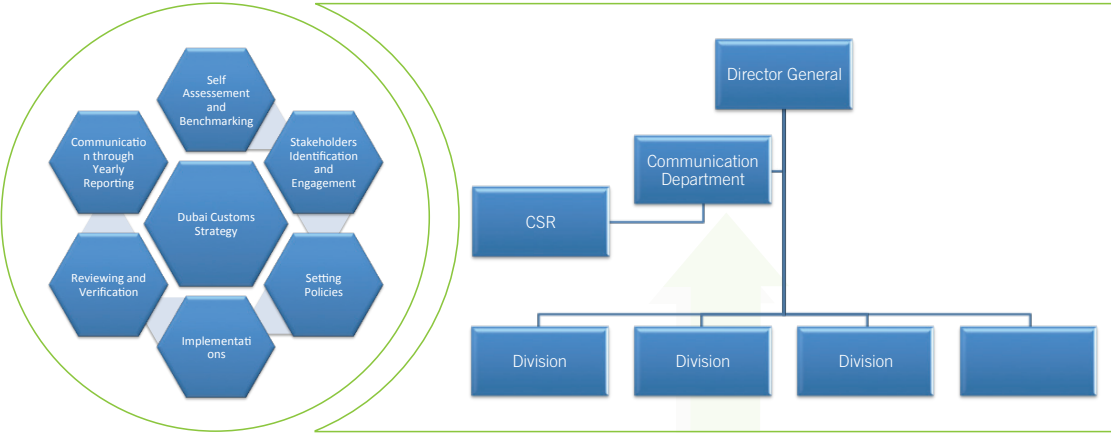 Self
Assessement
and
Benchmarking
Stakeholders
Identification and
Engagement
Setting
Policies
Implementati
ons
Reviewing and
Verification
Communicatio
n through
Yearly
Reporting
Dubai Customs
Strategy
Director General
Communication
Department
CSR
Division
Division
Division